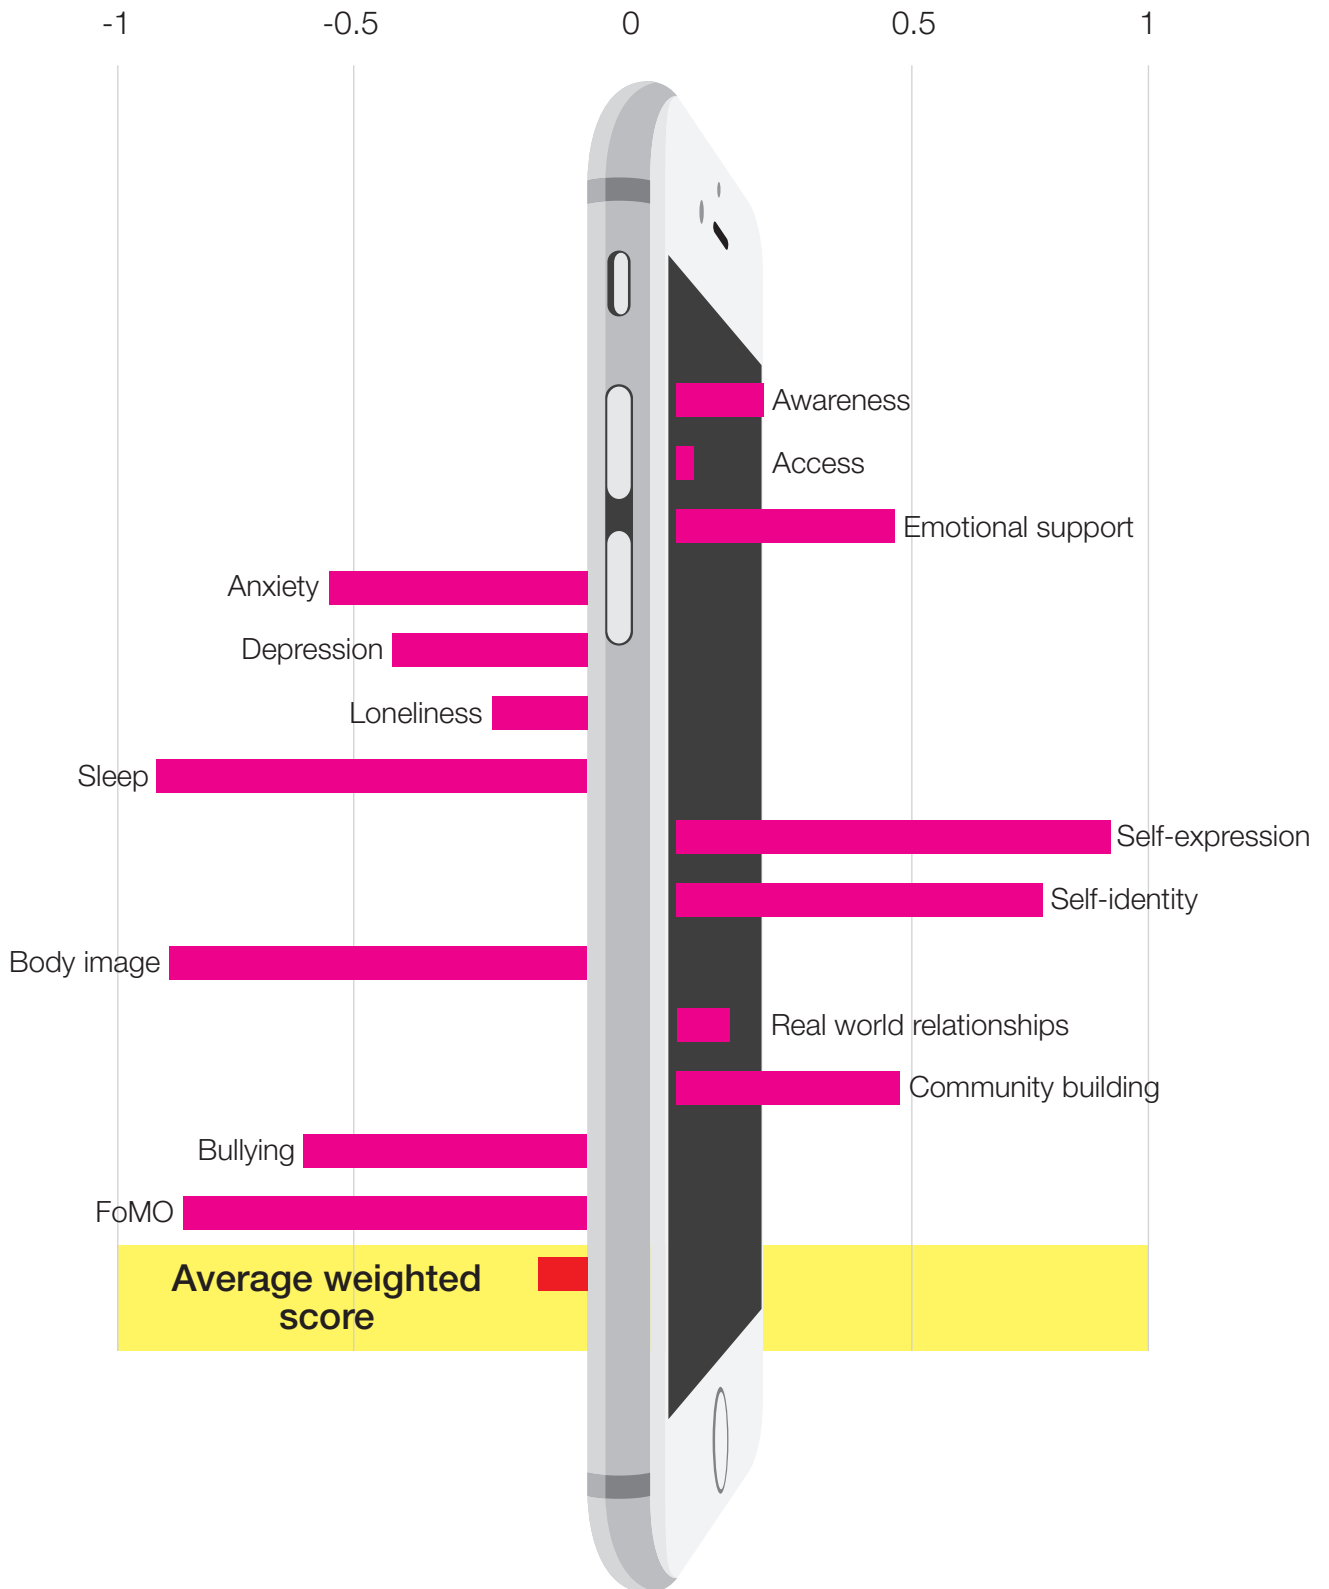 -1 -0.5 0 0.5 1
Awareness
Access
Emotional support
Anxiety
Depression
Loneliness
Sleep
Self-expression
Self-identity
Body image
Real world relationships
Community building
Bullying
FoMO
Average weighted
score